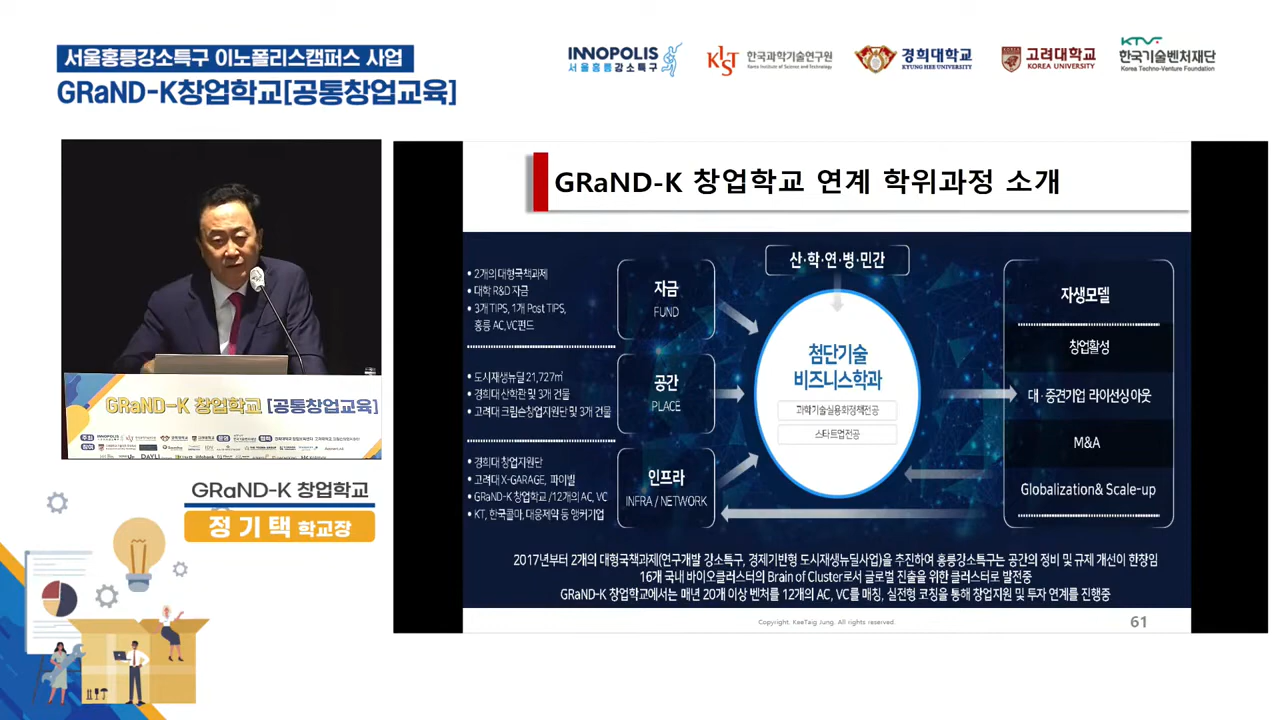 서울홍릉강소특구 이노폴리스캠퍼스 사업
GRaND-K창업학교[공통창업교육]
INNOPOLIS
서울홍릉강소특구
KIST 한국과학기술연구원
Korea Institute of Science and Technology
경희대학교
KYUNG HEE UNIVERSITY
고려대학교
KOREA UNIVERSITY
KTVF
한국기술벤처재단
Korea Techno-Venture Foundation
GRaND-K 창업학교 연계 학위과정 소개
산·학·연·병·민간
• 2개의 대형국책과제
• 대학 R&D 자금
• 3개 TIPS, 1개 Post TIPS,
홍릉 AC,VC펀드
자금
FUND
• 도시재생뉴딜 21,727㎡
• 경희대 산학관 및 3개 건물
• 고려대 크림슨창업지원단 및 3개 건물
공간
PLACE
• 경희대 창업지원단
• 고려대 X-GARAGE, 파이빌
• GRaND-K 창업학교 /12개의 AC, VC
• KT, 한국콜마, 대웅제약 등 앵커기업
인프라
INFRA / NETWORK
첨단기술
비즈니스학과
과학기술실용화정책전공
스타트업전공
자생모델
창업활성
대·중견기업 라이선싱 아웃
M&A
Globalization& Scale-up
2017년부터 2개의 대형국책과제(연구개발 강소특구, 경제기반형 도시재생뉴딜사업)을 추진하여 홍릉강소특구는 공간의 정비 및 규제 개선이 한창임
16개 국내 바이오클러스터의 Brain of Cluster로서 글로벌 진출을 위한 클러스터로 발전중
GRaND-K 창업학교에서는 매년 20개 이상 벤처를 12개의 AC, VC를 매칭, 실전형 코칭을 통해 창업지원 및 투자 연계를 진행중
Copyright. KeeTaig Jung. All rights reserved.
61
GRaND-K 창업학교 [공통창업교육]
GRaND-K 창업학교
정기택 학교장